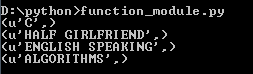 D:\python>function_module.py
(u'C',)
(u'HALF GIRLFRIEND',)
(u'ENGLISH SPEAKING',)
(u'ALGORITHMS',)